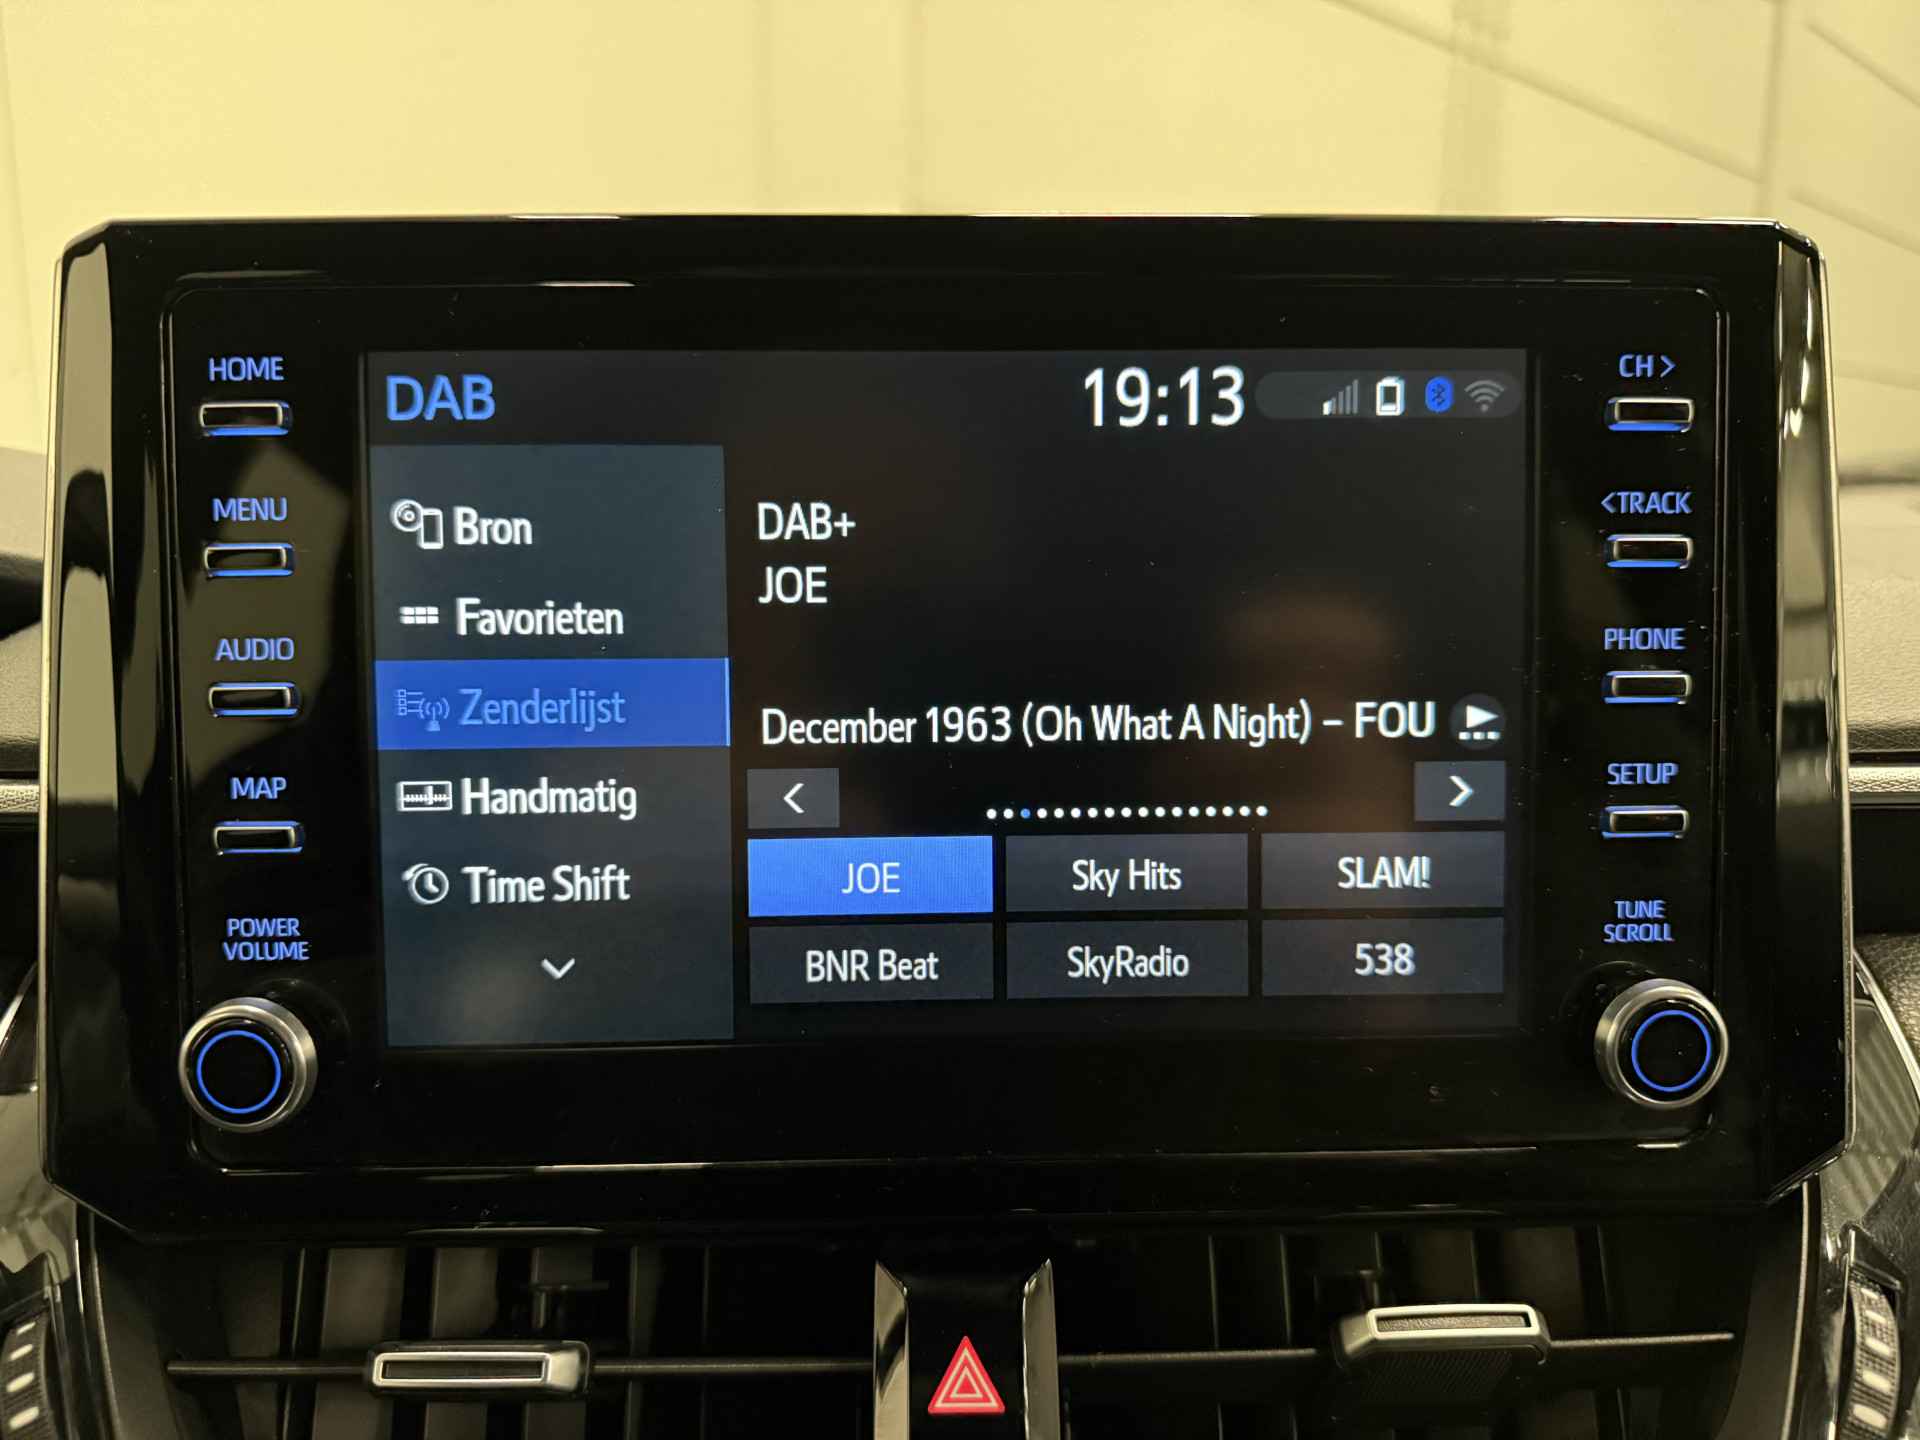 HOME
MENU
AUDIO
MAP
POWER
VOLUME
DAB
19:13
Bron
Favorieten
Zenderlijst
Handmatig
Time Shift
DAB+
JOE
December 1963 (Oh What A Night) – FOU
JOE
Sky Hits
SLAM!
BNR Beat
SkyRadio
538
CH >
<TRACK
PHONE
SETUP
TUNE
SCROLL